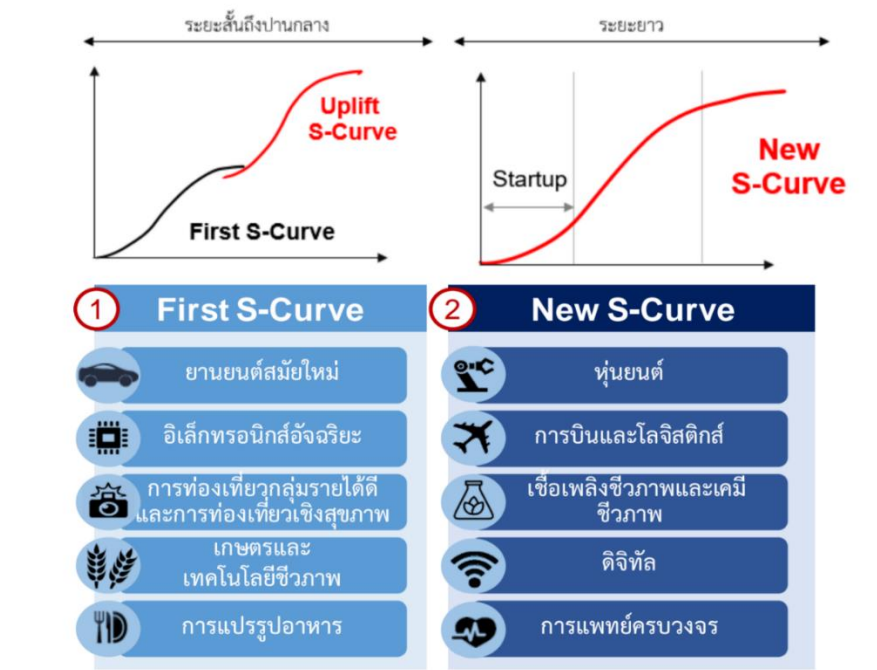 ระยะสั้นถึงปานกลาง
ระยะยาว
Uplift
S-Curve
First S-Curve
Startup
New
S-Curve
1
First S-Curve
ยานยนต์สมัยใหม่
อิเล็กทรอนิกส์อัจฉริยะ
การท่องเที่ยวกลุ่มรายได้ดี
และการท่องเที่ยวเชิงสุขภาพ
เกษตรและ
เทคโนโลยีชีวภาพ
การแปรรูปอาหาร
2
New S-Curve
หุ่นยนต์
การบินและโลจิสติกส์
เชื้อเพลิงชีวภาพและเคมี
ชีวภาพ
ดิจิทัล
การแพทย์ครบวงจร